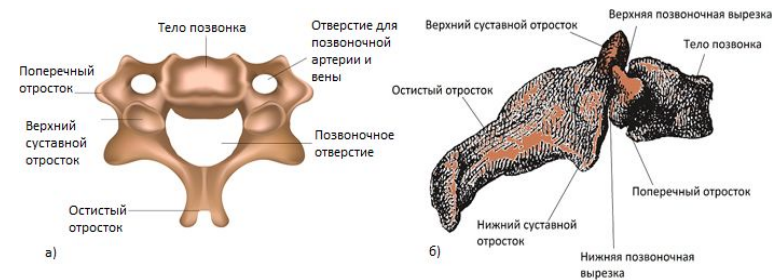 Тело позвонка
Отверстие для
позвоночной
артерии и
вены
Поперечный
отросток
Верхний
суставной
отросток
Позвоночное
отверстие
Остистый
отросток
а)
Верхний суставной отросток
Верхняя позвоночная вырезка
Тело позвонка
Остистый отросток
Поперечный отросток
Нижний суставной
отросток
Нижняя позвоночная
вырезка
б)